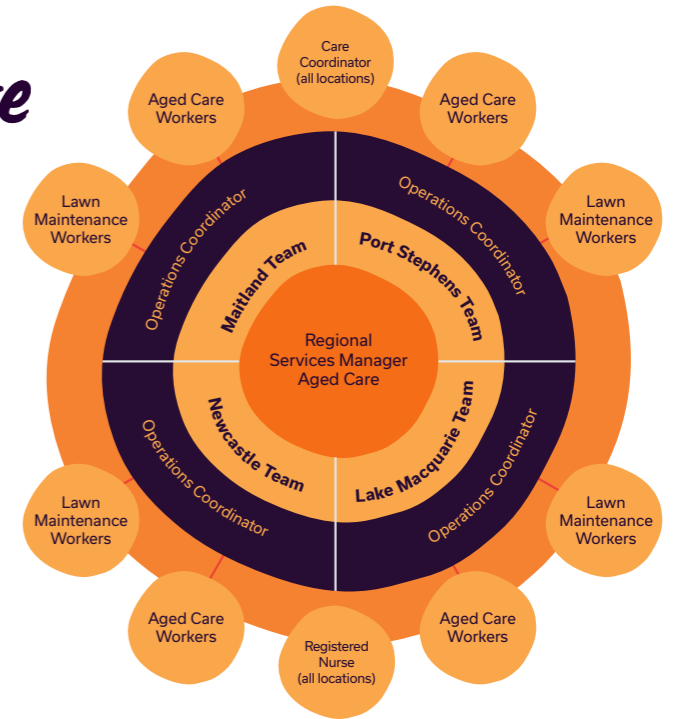 Care
Coordinator
(all locations)
Aged Care
Workers
Aged Care
Workers
Lawn
Maintenance
Workers
Lawn
Maintenance
Workers
Operations Coordinator
Operations Coordinator
Maitland Team
Port Stephens Team
Regional
Services Manager
Aged Care
Newcastle Team
Lake Macquarie Team
Operations Coordinator
Operations Coordinator
Lawn
Maintenance
Workers
Lawn
Maintenance
Workers
Aged Care
Workers
Aged Care
Workers
Registered
Nurse
(all locations)